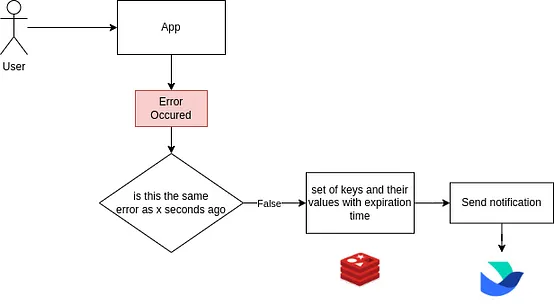 User
App
Error
Occured
is this the same
error as x seconds ago
False
set of keys and their
values with expiration
time
Send notification